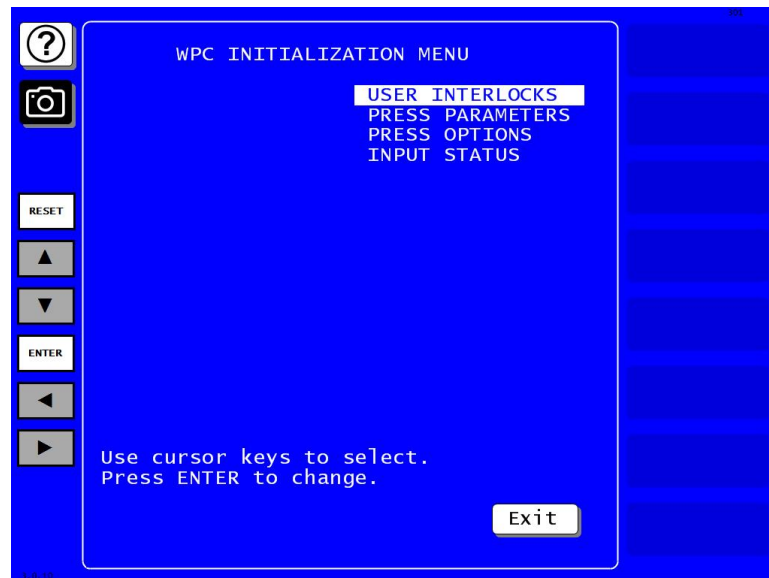 ?
WPC INITIALIZATION MENU
USER INTERLOCKS
PRESS PARAMETERS
PRESS OPTIONS
INPUT STATUS
RESET
ENTER
Use cursor keys to select.
Press ENTER to change.
Exit